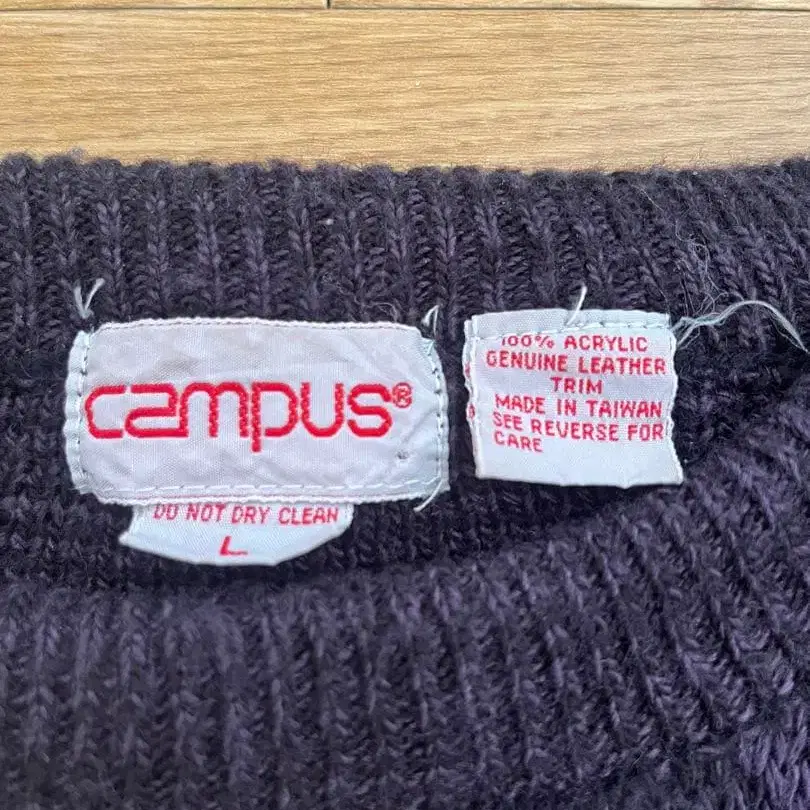 campus®
DO NOT DRY CLEAN
L
100% ACRYLIC
GENUINE LEATHER
TRIM
MADE IN TAIWAN
SEE REVERSE FOR
CARE